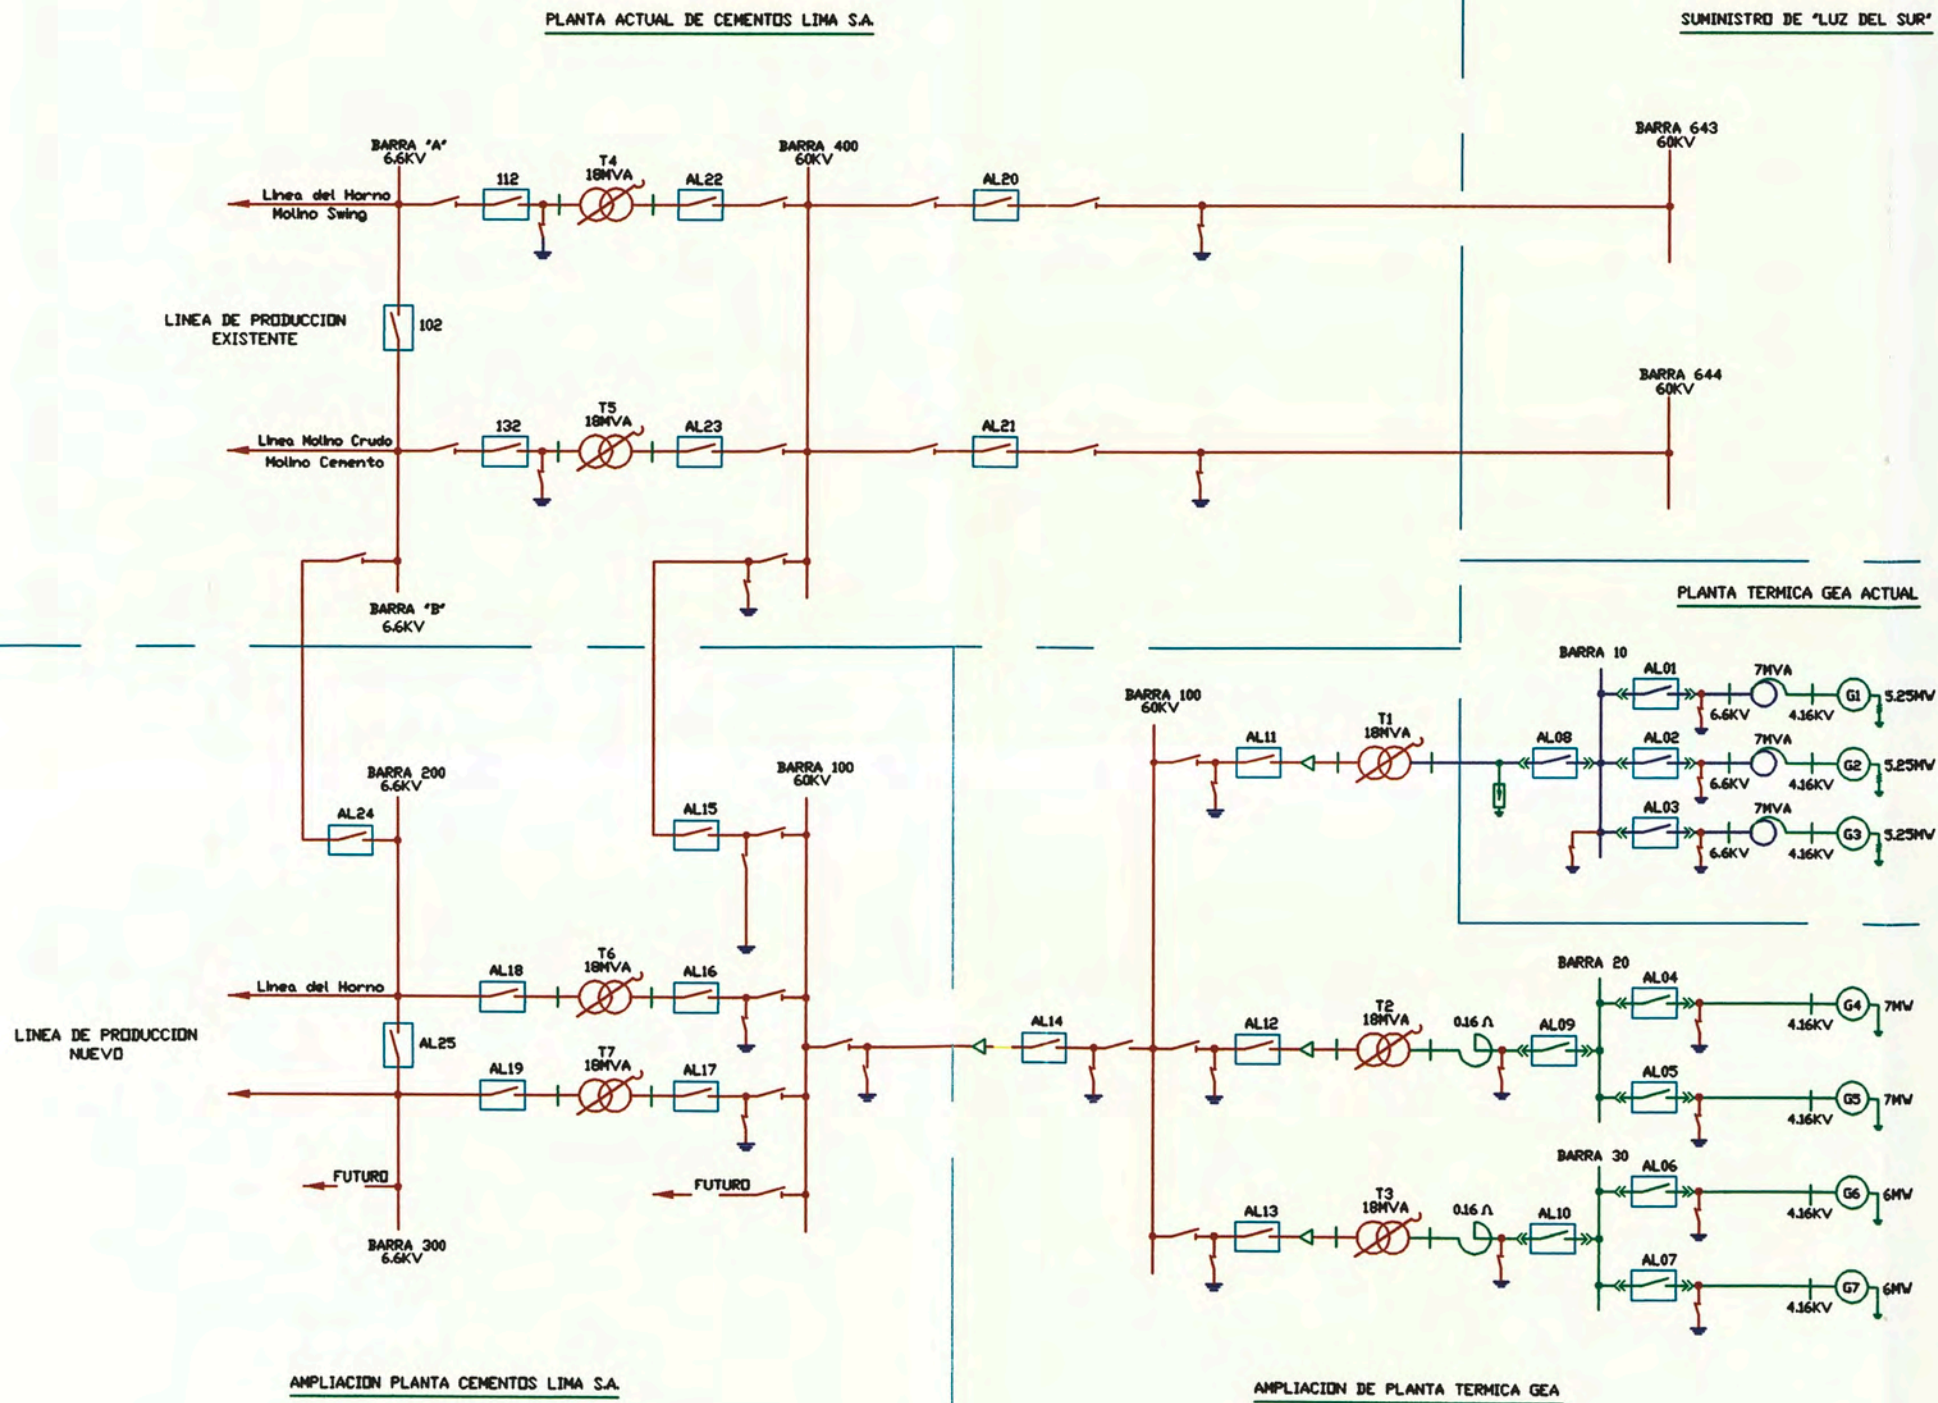 PLANTA ACTUAL DE CEMENTOS LIMA S.A.
SUMINISTRO DE "LUZ DEL SUR"
BARRA "A"
6.6KV
T4
18MVA
BARRA 400
60KV
BARRA 643
60KV
Linea del Horno
Molino Swing
112
AL22
AL20
LINEA DE PRODUCCION
EXISTENTE
102
BARRA 644
60KV
Linea Molino Crudo
Molino Cemento
132
T5
18MVA
AL23
AL21
BARRA "B"
6.6KV
PLANTA TERMICA GEA ACTUAL
BARRA 10
AL01
7MVA
G1
5.25MW
6.6KV
4.16KV
BARRA 100
60KV
AL11
T1
18MVA
AL08
AL02
7MVA
G2
5.25MW
6.6KV
4.16KV
AL03
7MVA
G3
5.25MW
6.6KV
4.16KV
BARRA 200
6.6KV
BARRA 100
60KV
AL24
AL15
Linea del Horno
AL18
T6
18MVA
AL16
LINEA DE PRODUCCION
NUEVO
AL25
AL19
T7
18MVA
AL17
AL14
AL12
T2
18MVA
0.16 Ω
AL09
BARRA 20
AL04
G4
7MW
4.16KV
AL05
G5
7MW
4.16KV
FUTURO
FUTURO
BARRA 300
6.6KV
AL13
T3
18MVA
0.16 Ω
AL10
BARRA 30
AL06
G6
6MW
4.16KV
AL07
G7
6MW
4.16KV
AMPLIACION PLANTA CEMENTOS LIMA S.A.
AMPLIACION DE PLANTA TERMICA GEA